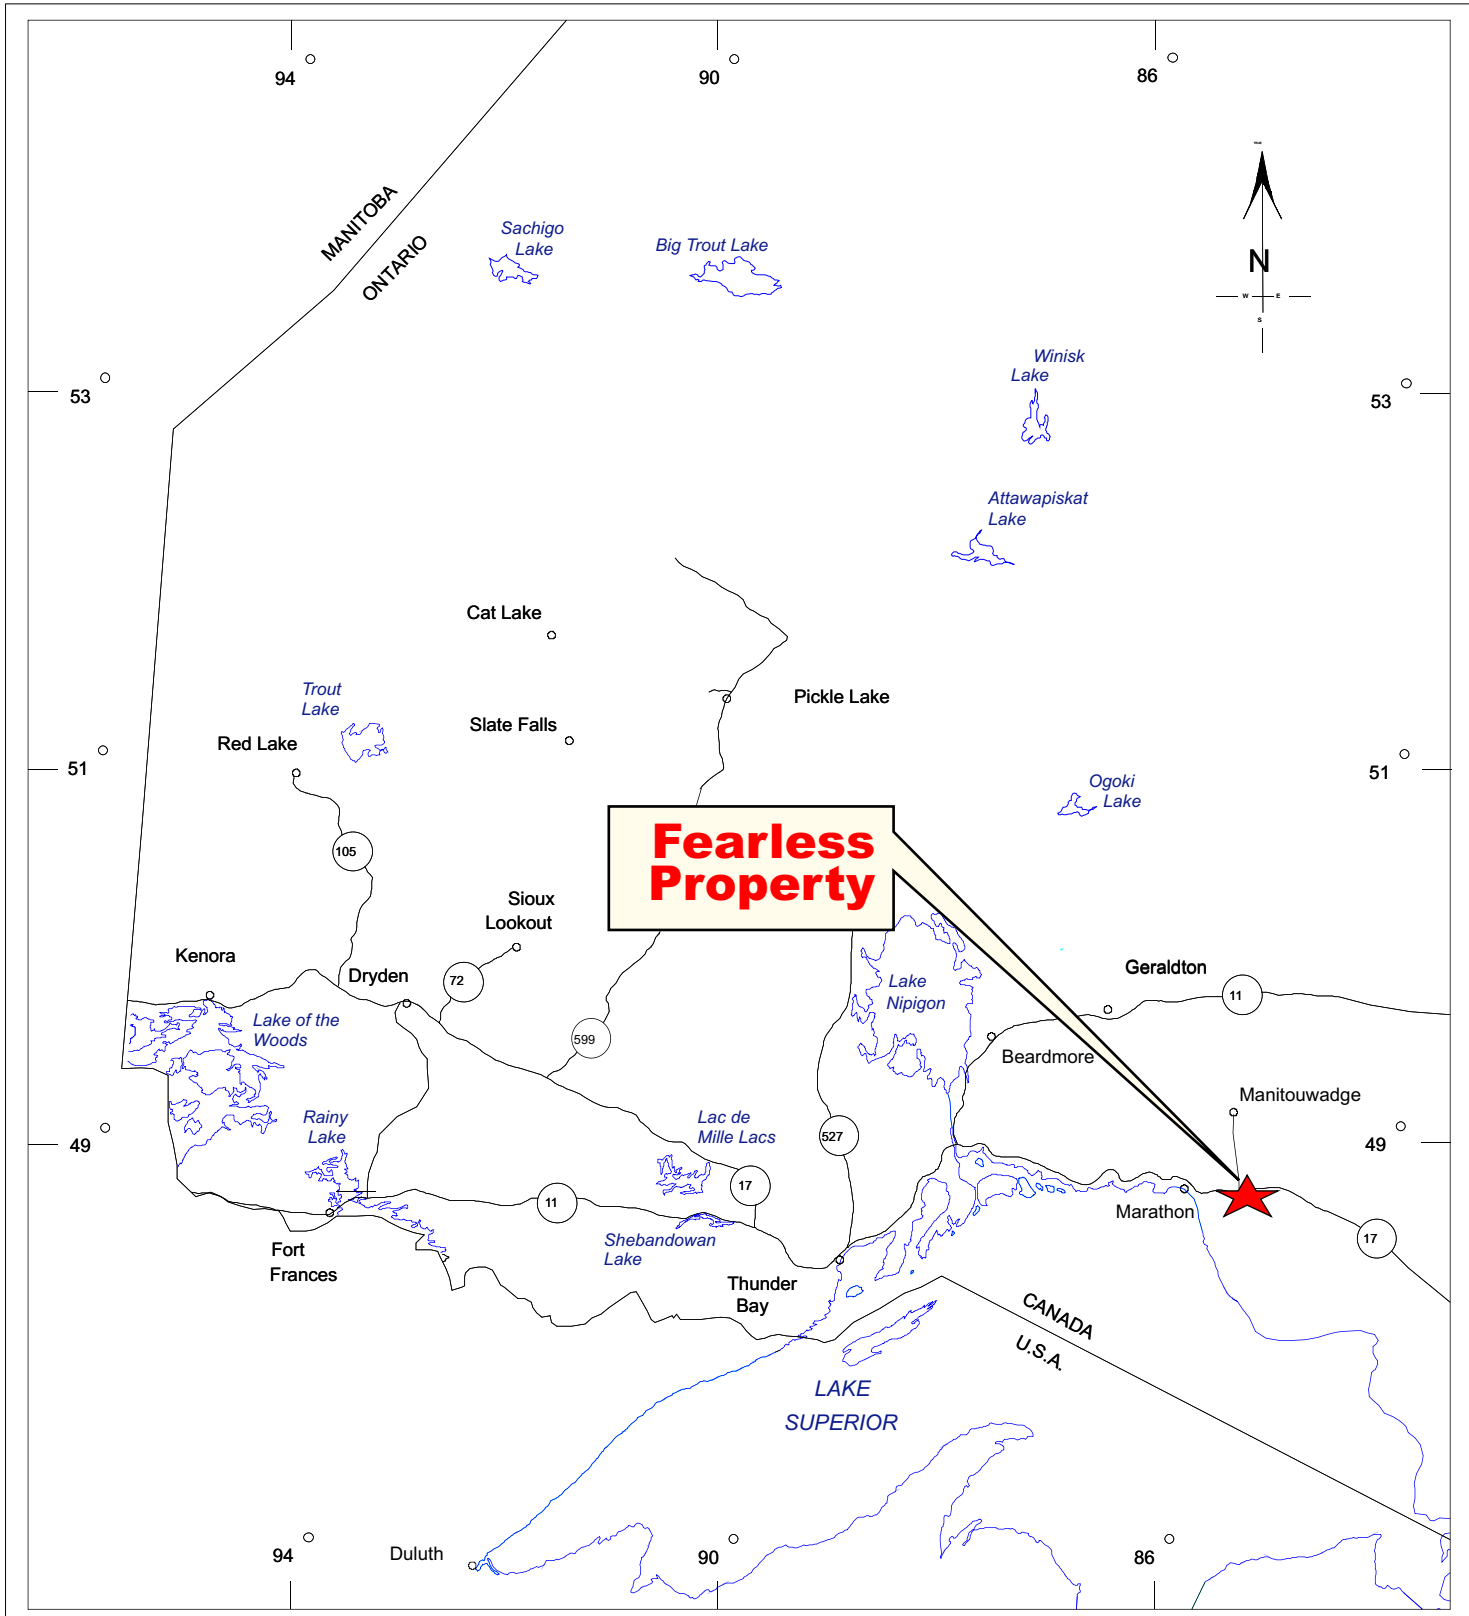 94
90
86
MANITOBA
ONTARIO
Sachigo
Lake
Big Trout Lake
N
W
E
S
53
53
Winisk
Lake
Attawapiskat
Lake
Cat Lake
Pickle Lake
Trout
Lake
Slate Falls
Red Lake
51
51
Ogoki
Lake
Fearless
Property
105
Sioux
Lookout
Kenora
Dryden
72
Lake
Nipigon
Geraldton
11
Lake of the
Woods
599
Beardmore
Manitouwadge
Rainy
Lake
Lac de
Mille Lacs
527
49
49
17
11
Marathon
Shebandowan
Lake
17
Fort
Frances
Thunder
Bay
CANADA
U.S.A.
LAKE
SUPERIOR
Duluth
94
90
86